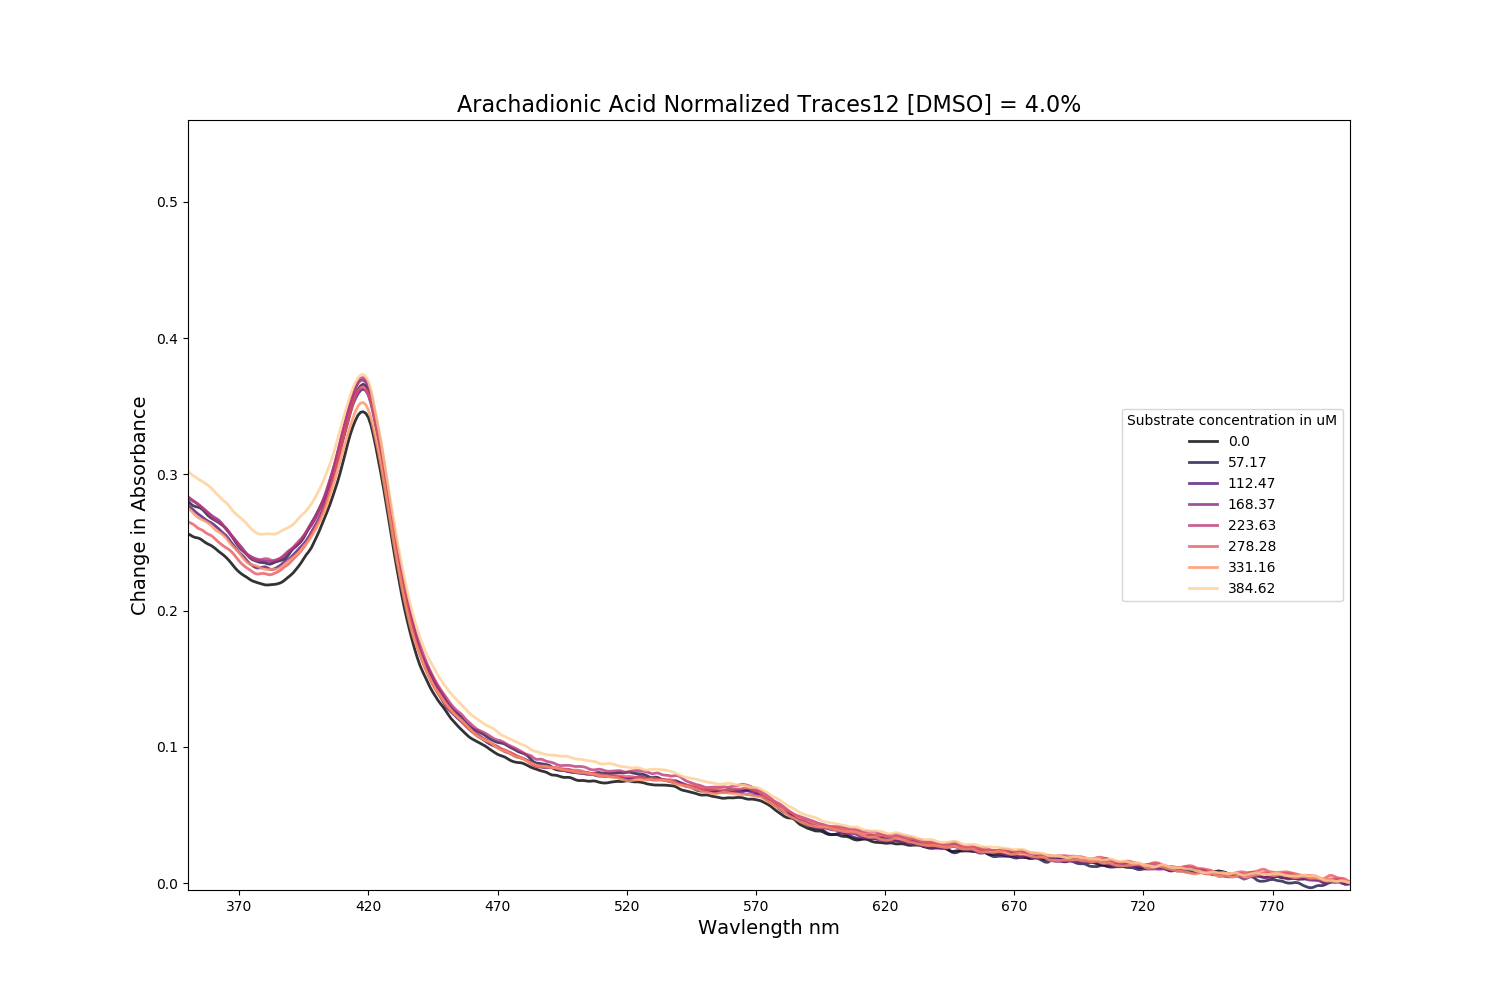 Arachadionic Acid Normalized Traces12 [DMSO] = 4.0%
Change in Absorbance
0.5
0.4
0.3
0.2
0.1
0.0
Substrate concentration in uM
0.0
57.17
112.47
168.37
223.63
278.28
331.16
384.62
370 420 470 520 570 620 670 720 770
Wavlength nm